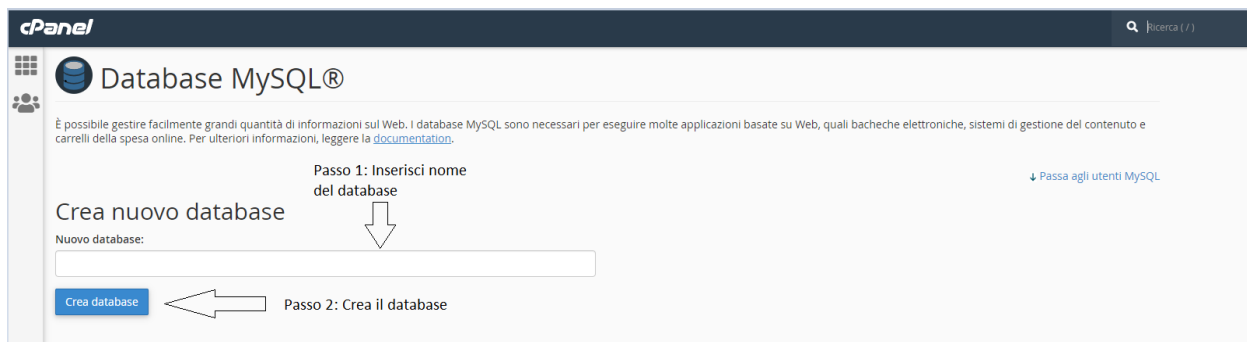 cPanel
Ricerca ( / )
Database MySQL®
È possibile gestire facilmente grandi quantità di informazioni sul Web. I database MySQL sono necessari per eseguire molte applicazioni basate su Web, quali bacheche elettroniche, sistemi di gestione del contenuto e
carrelli della spesa online. Per ulteriori informazioni, leggere la documentation.
Passo 1: Inserisci nome
del database
Passa agli utenti MySQL
Crea nuovo database
Nuovo database:
Crea database
Passo 2: Crea il database